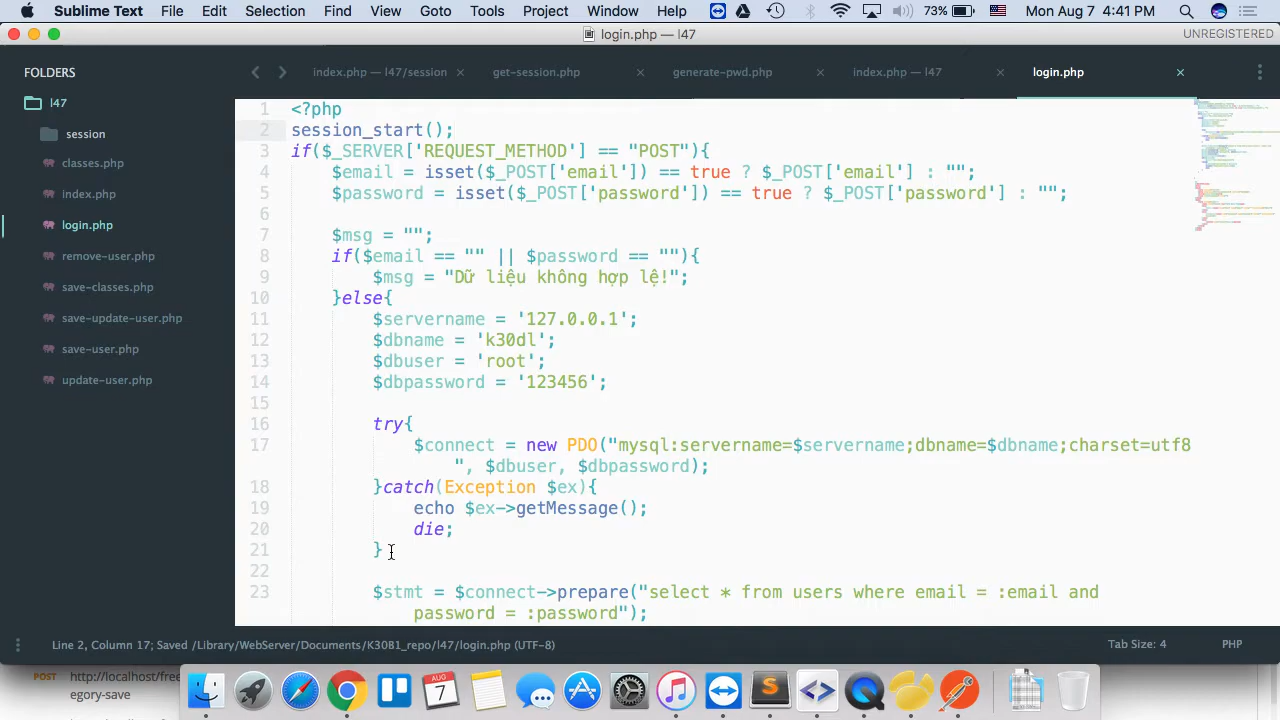 Sublime Text File Edit Selection Find View Goto Tools Project Window Help 73% Mon Aug 7 4:41 PM
login.php — l47 UNREGISTERED
FOLDERS
l47
session
classes.php
index.php
login.php
remove-user.php
save-classes.php
save-update-user.php
save-user.php
update-user.php
index.php — l47/session get-session.php generate-pwd.php index.php — l47 login.php
1 <?php
2 session_start();
3 if($_SERVER['REQUEST_METHOD'] == "POST"){
4 $email = isset($_POST['email']) == true ? $_POST['email'] : "";
5 $password = isset($_POST['password']) == true ? $_POST['password'] : "";
6
7 $msg = "";
8 if($email == "" || $password == ""){
9 $msg = "Dữ liệu không hợp lệ!";
10 }else{
11 $servername = '127.0.0.1';
12 $dbname = 'k30dl';
13 $dbuser = 'root';
14 $dbpassword = '123456';
15
16 try{
17 $connect = new PDO("mysql:servername=$servername;dbname=$dbname;charset=utf8
", $dbuser, $dbpassword);
18 }catch(Exception $ex){
19 echo $ex->getMessage();
20 die;
21 }
22
23 $stmt = $connect->prepare("select * from users where email = :email and
password = :password");
Line 2, Column 17; Saved /Library/WebServer/Documents/K3081_repo/l47/login.php (UTF-8) Tab Size: 4 PHP
POST http://localhost/free
egory-save
AUG
7